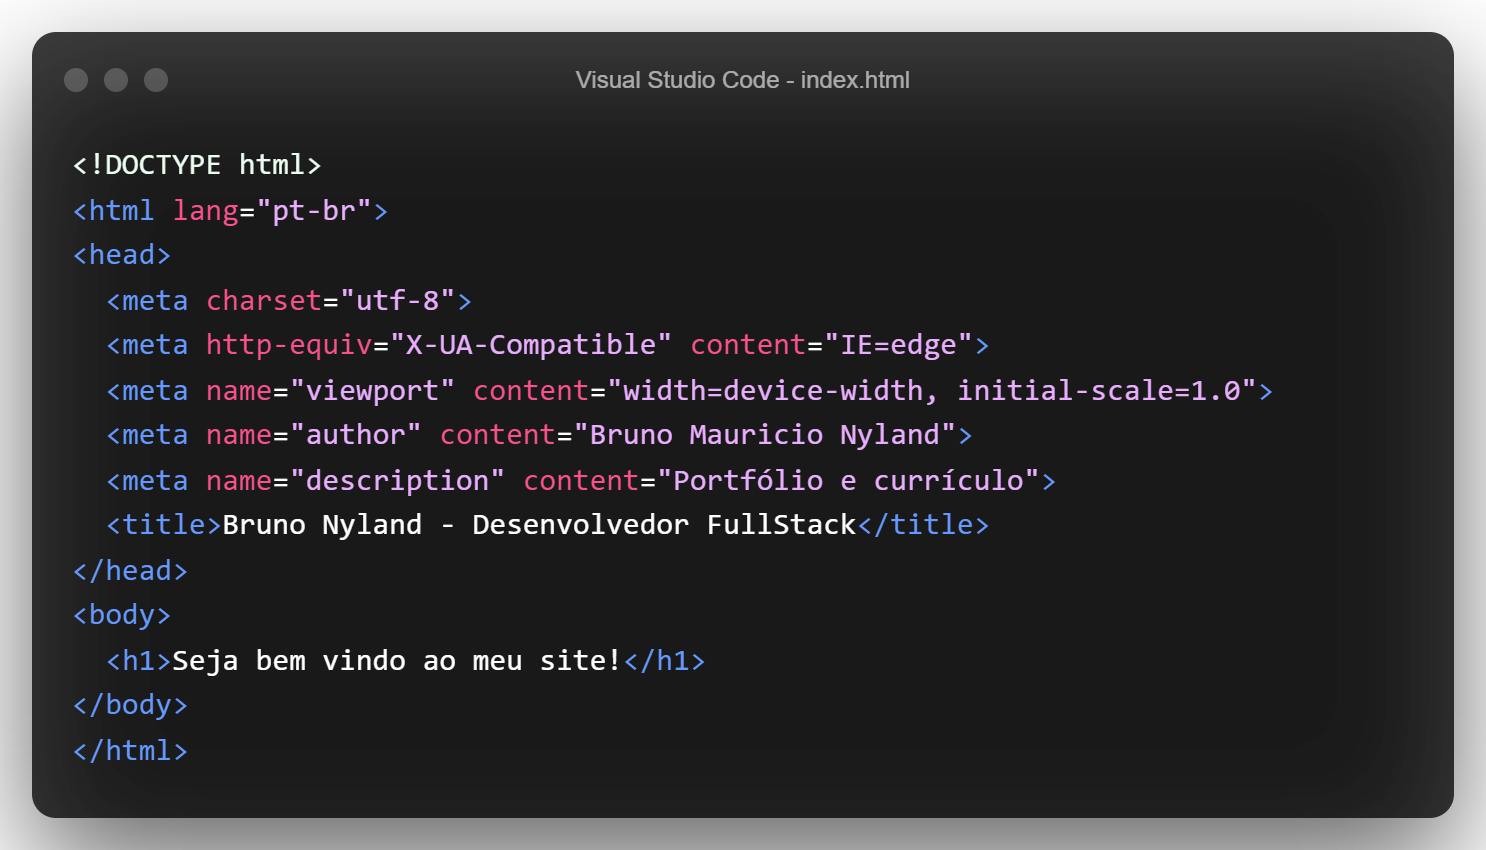 Visual Studio Code - index.html
<!DOCTYPE html>
<html lang="pt-br">
<head>
  <meta charset="utf-8">
  <meta http-equiv="X-UA-Compatible" content="IE=edge">
  <meta name="viewport" content="width=device-width, initial-scale=1.0">
  <meta name="author" content="Bruno Mauricio Nyland">
  <meta name="description" content="Portfólio e currículo">
  <title>Bruno Nyland - Desenvolvedor FullStack</title>
</head>
<body>
  <h1>Seja bem vindo ao meu site!</h1>
</body>
</html>